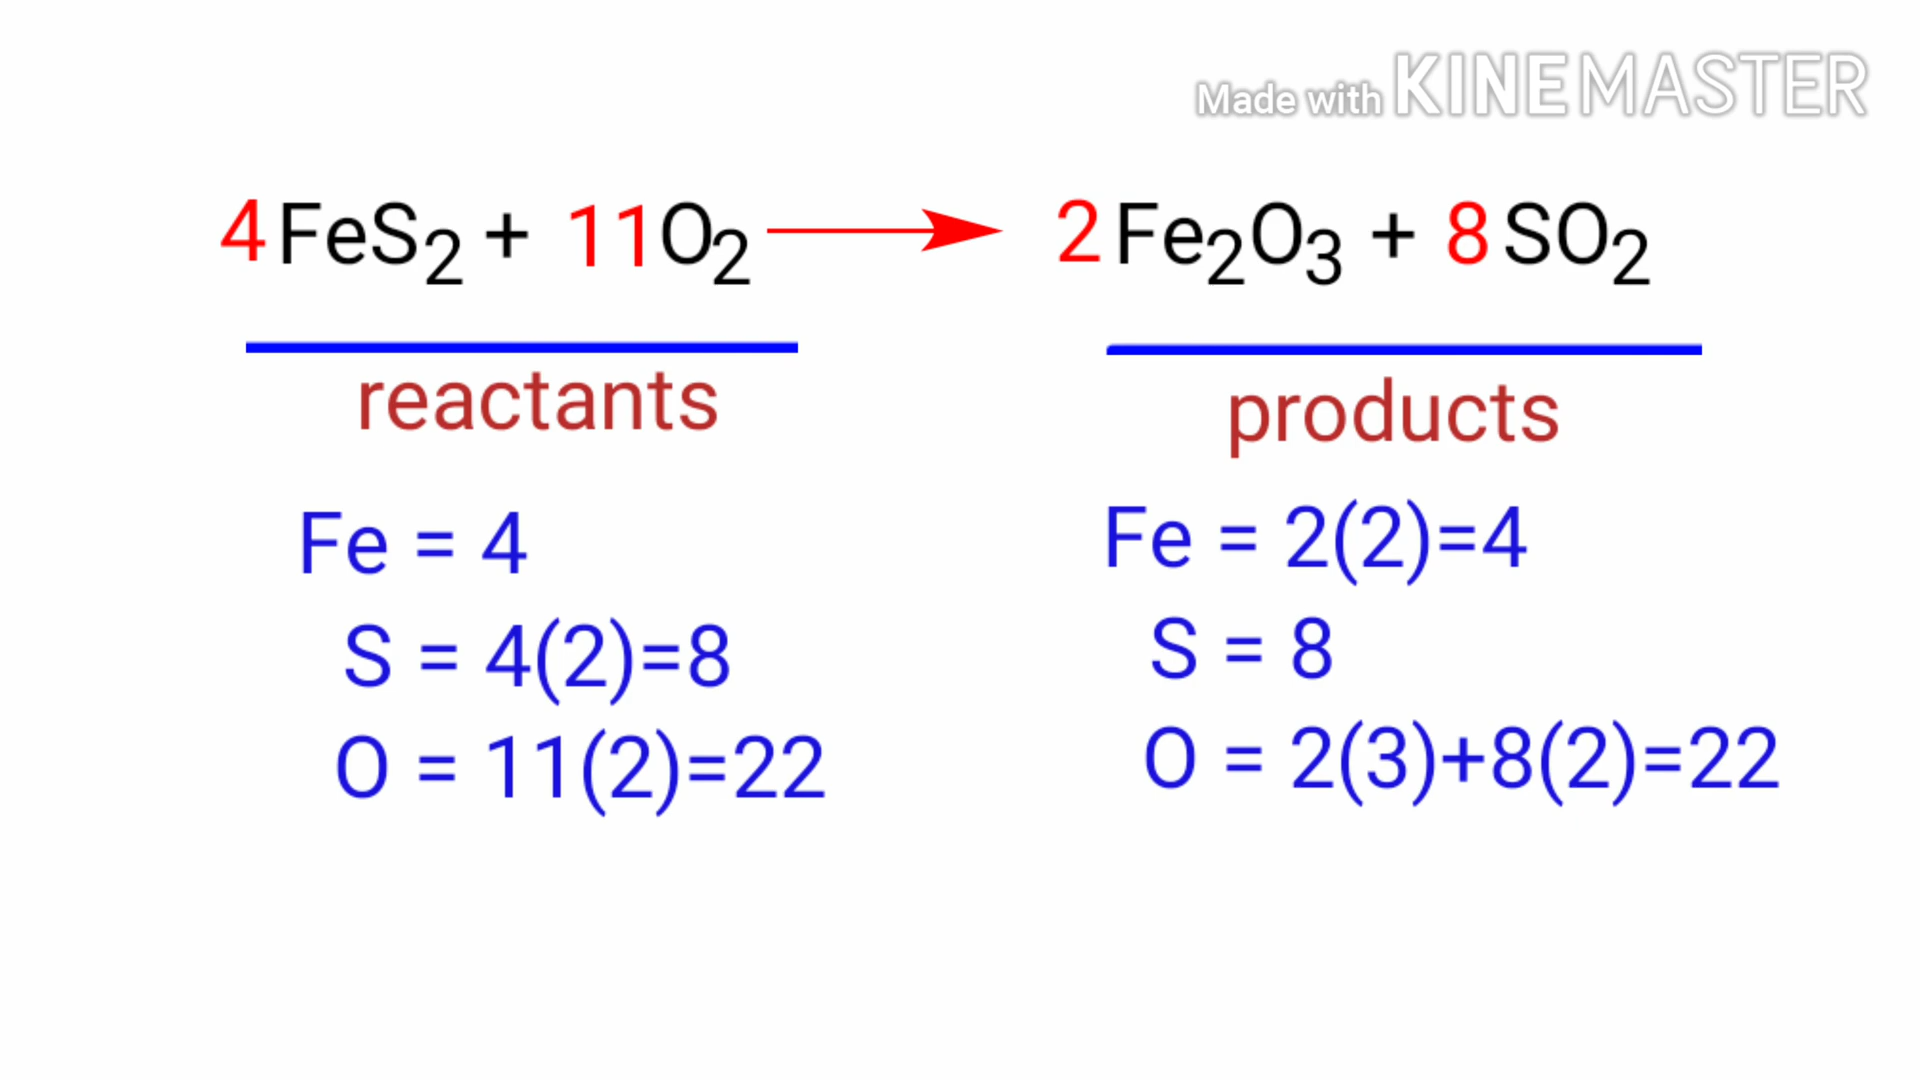 Made with KINEMASTER
4FeS2 + 11O2 → 2Fe2O3 + 8SO2
reactants
products
Fe = 4
S = 4(2)=8
O = 11(2)=22
Fe = 2(2)=4
S = 8
O = 2(3)+8(2)=22